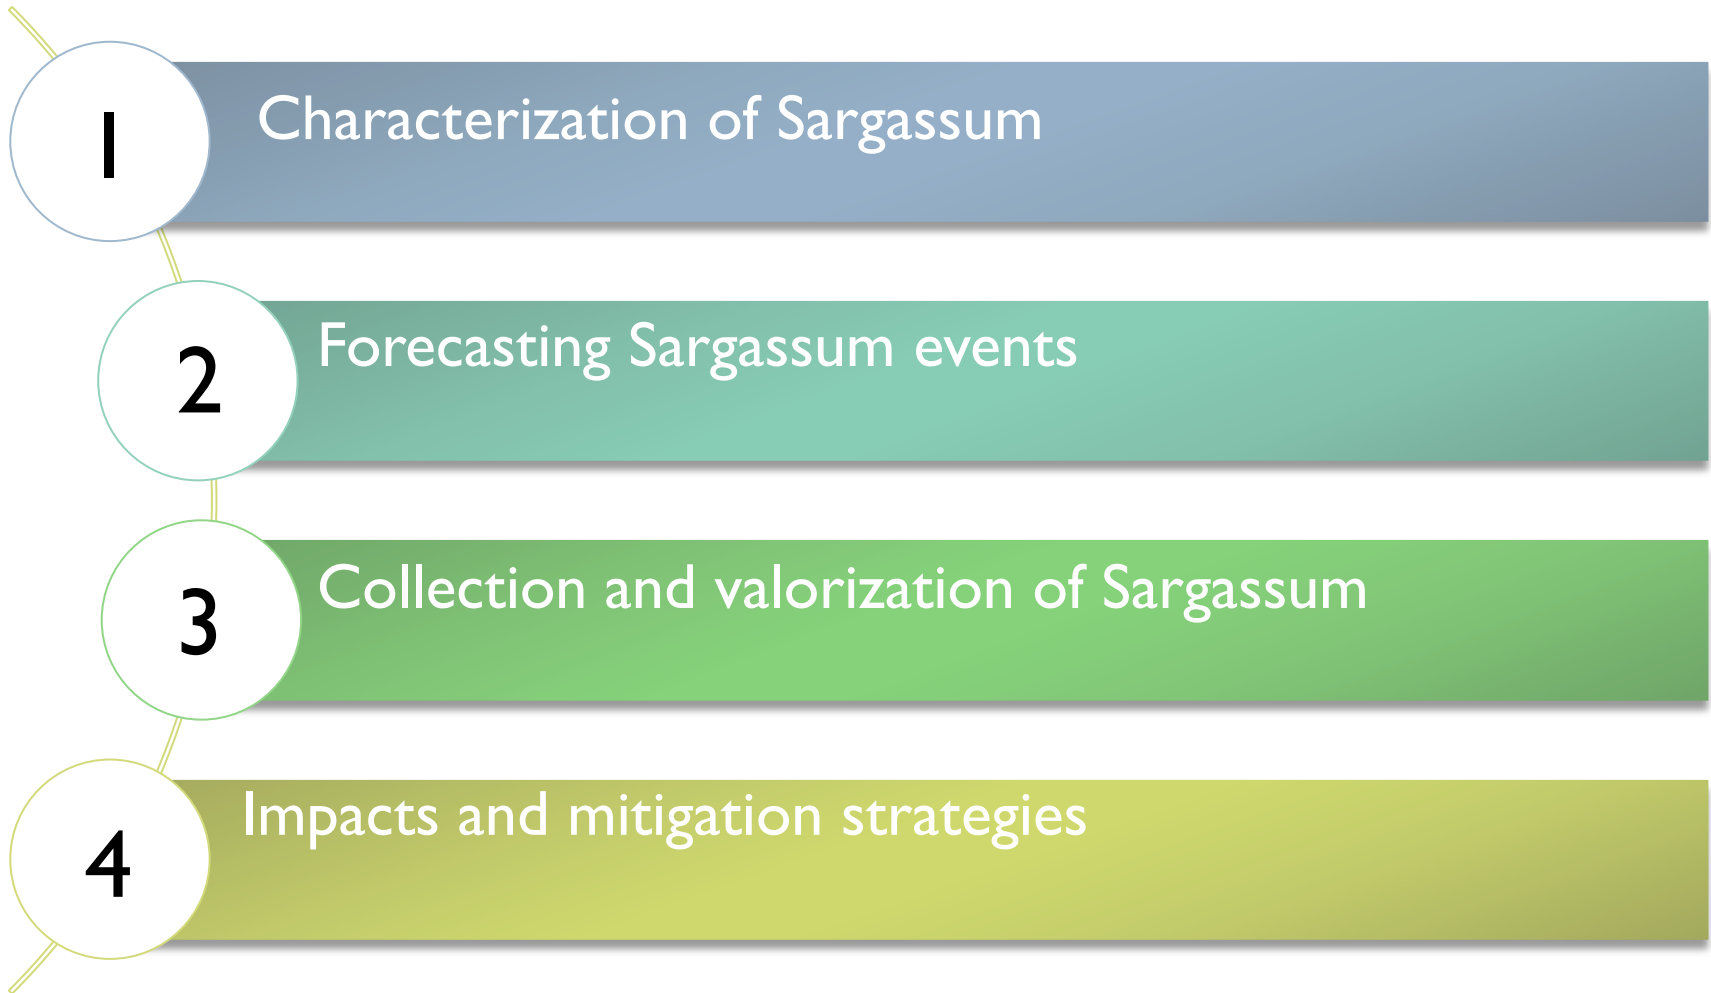 1
Characterization of Sargassum
2
Forecasting Sargassum events
3
Collection and valorization of Sargassum
4
Impacts and mitigation strategies